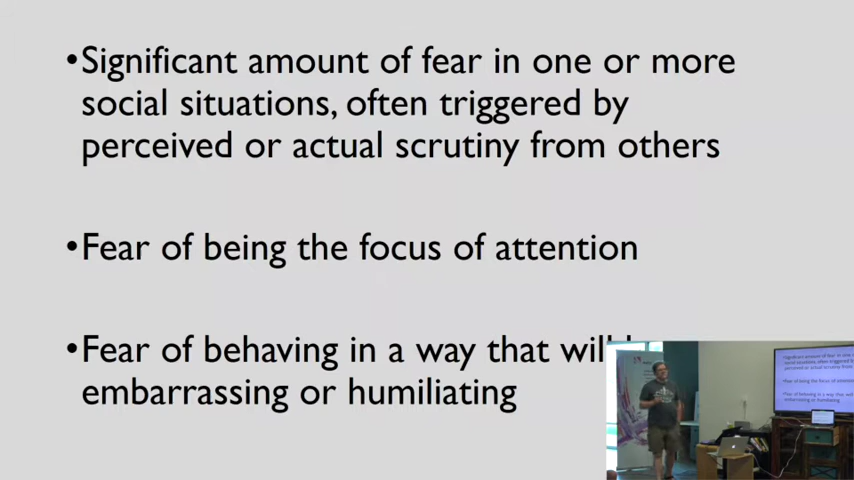 •Significant amount of fear in one or more
social situations, often triggered by
perceived or actual scrutiny from others
•Fear of being the focus of attention
•Fear of behaving in a way that will
embarrassing or humiliating